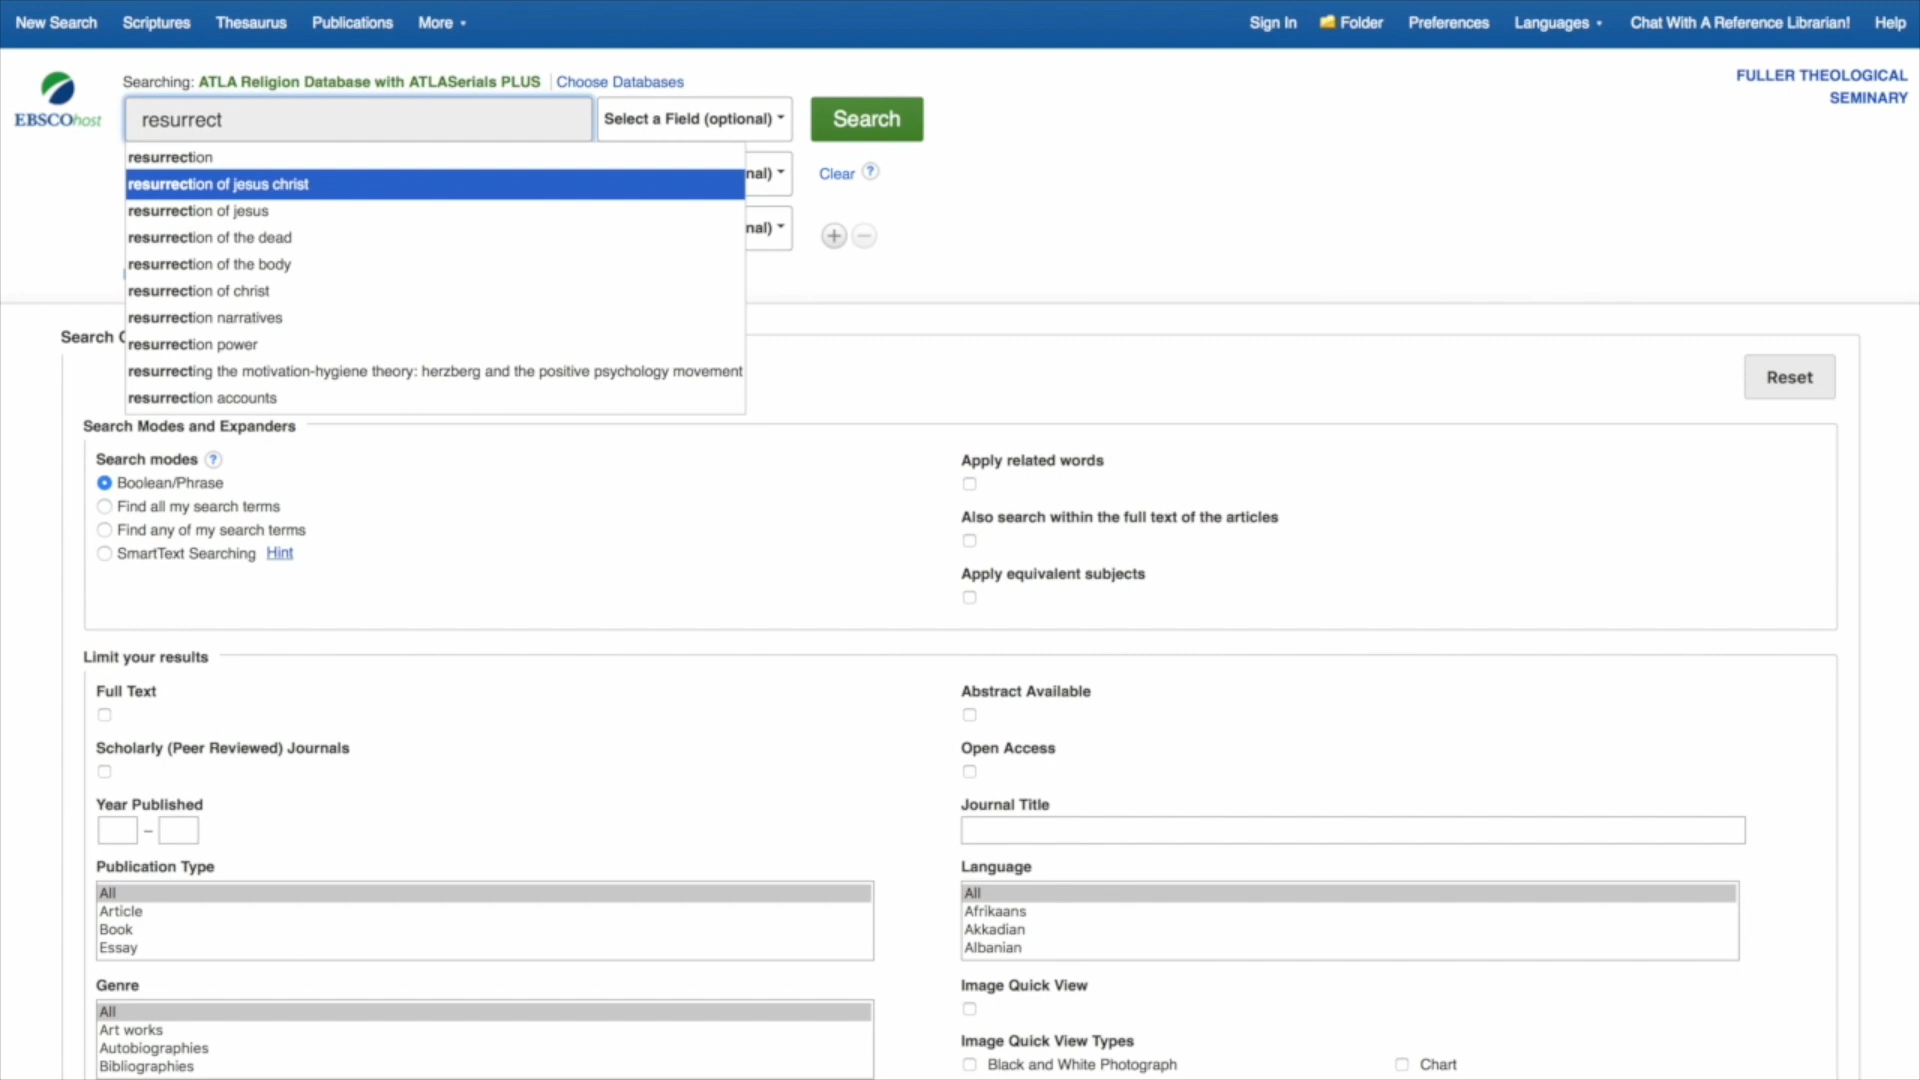 New Search Scriptures Thesaurus Publications More Sign In Folder Preferences Languages Chat With A Reference Librarian! Help
EBSCOhost
Searching: ATLA Religion Database with ATLASerials PLUS Choose Databases
FULLER THEOLOGICAL
SEMINARY
resurrect Select a Field (optional) Search
resurrection
nal) Clear ?
resurrection of jesus christ
resurrection of jesus
nal)
resurrection of the dead
resurrection of the body
resurrection of christ
resurrection narratives
Search
resurrection power
resurrecting the motivation-hygiene theory: herzberg and the positive psychology movement
Reset
resurrection accounts
Search Modes and Expanders
Search modes ?
Boolean/Phrase
Find all my search terms
Find any of my search terms
SmartText Searching Hint
Apply related words
Also search within the full text of the articles
Apply equivalent subjects
Limit your results
Full Text
Abstract Available
Scholarly (Peer Reviewed) Journals
Open Access
Year Published
–
Journal Title
Publication Type
All
Article
Book
Essay
Language
All
Afrikaans
Akkadian
Albanian
Genre
All
Art works
Autobiographies
Bibliographies
Image Quick View
Image Quick View Types
Black and White Photograph Chart